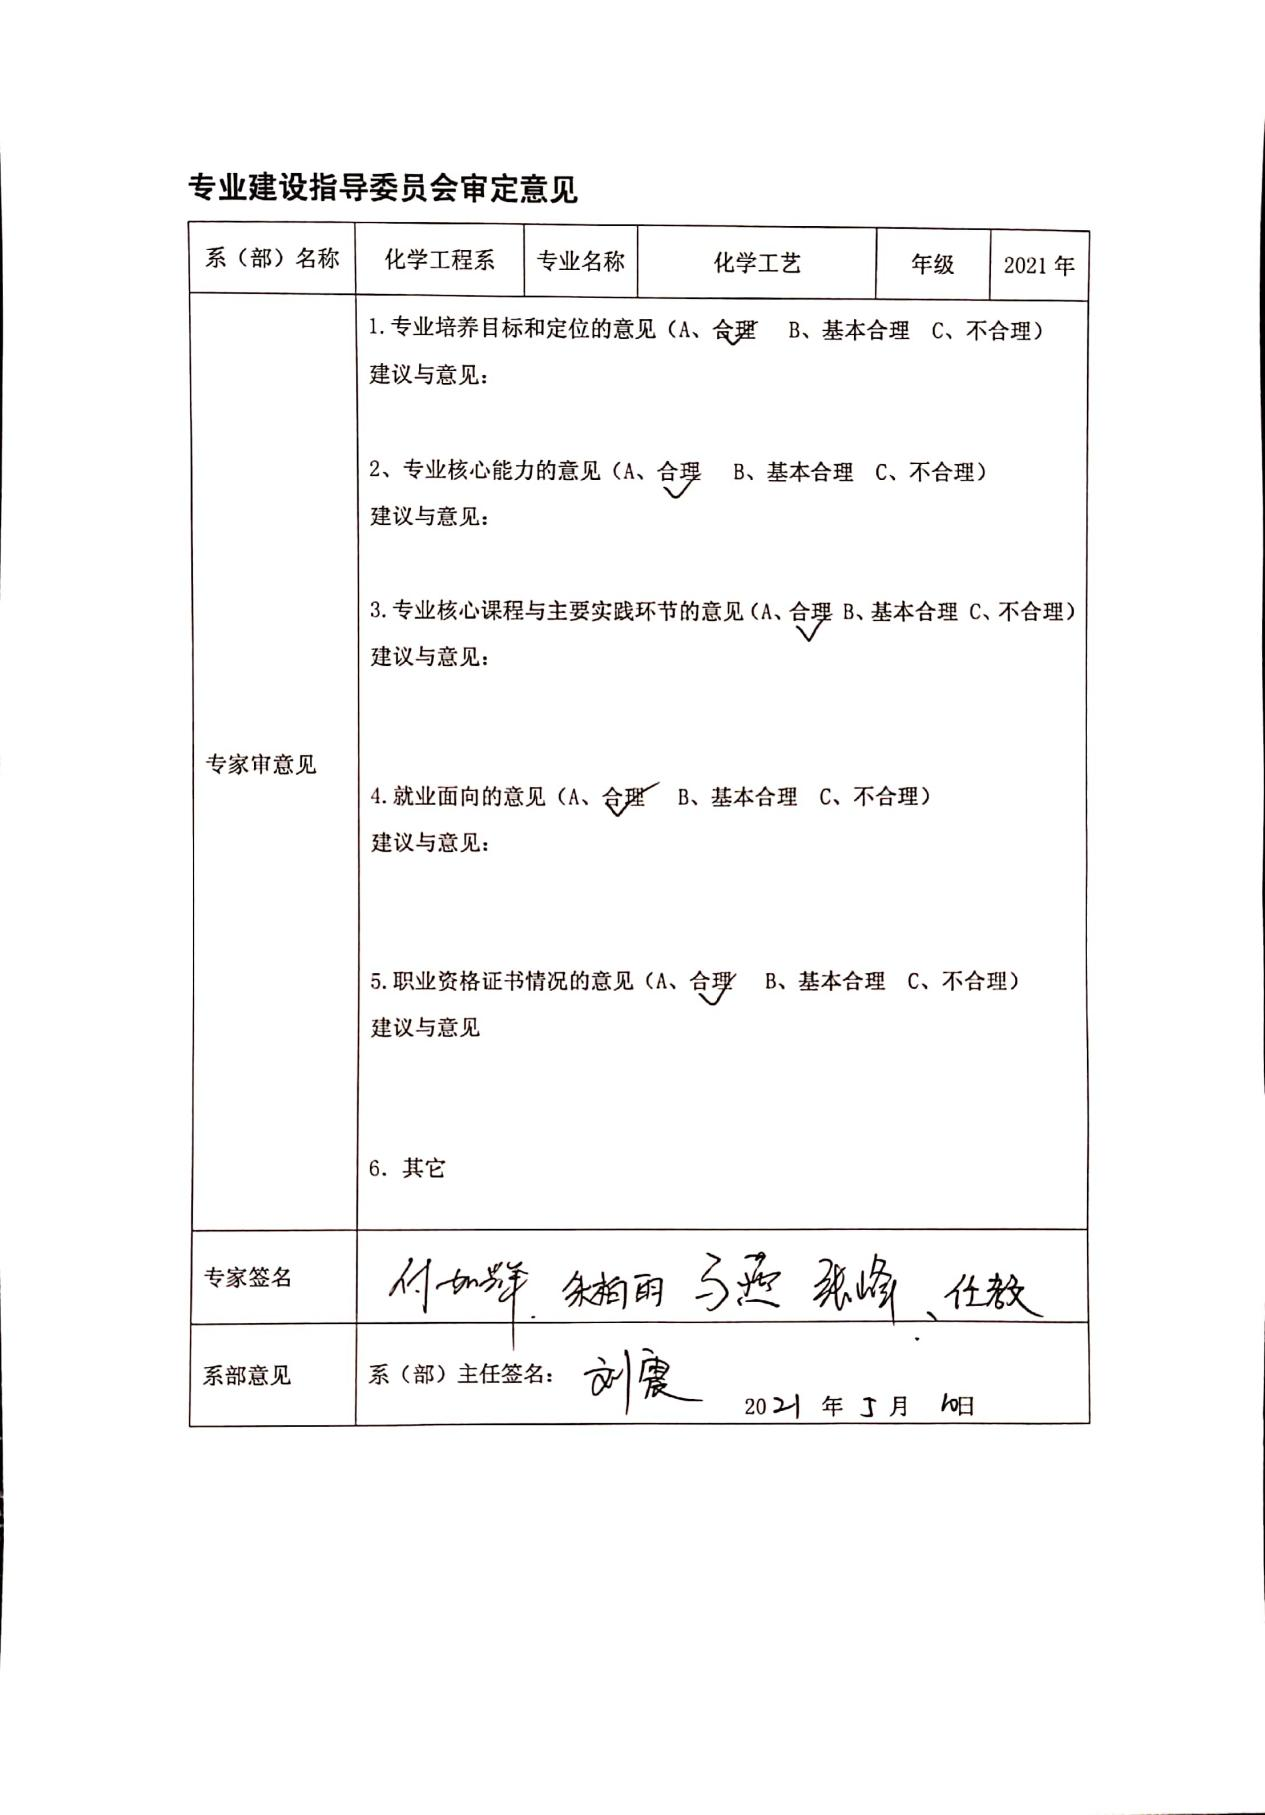 专业建设指导委员会审定意见
系（部）名称 化学工程系 专业名称 化学工艺 年级 2021 年
1.专业培养目标和定位的意见（A、合理 B、基本合理 C、不合理）
建议与意见：
2、专业核心能力的意见（A、合理 B、基本合理 C、不合理）
建议与意见：
3.专业核心课程与主要实践环节的意见（A、合理 B、基本合理 C、不合理）
建议与意见：
专家审意见
4.就业面向的意见（A、合理 B、基本合理 C、不合理）
建议与意见：
5.职业资格证书情况的意见（A、合理 B、基本合理 C、不合理）
建议与意见
6. 其它
专家签名 马燕 张峰
系部意见 系（部）主任签名： 刘震
2021 年 5 月 10日